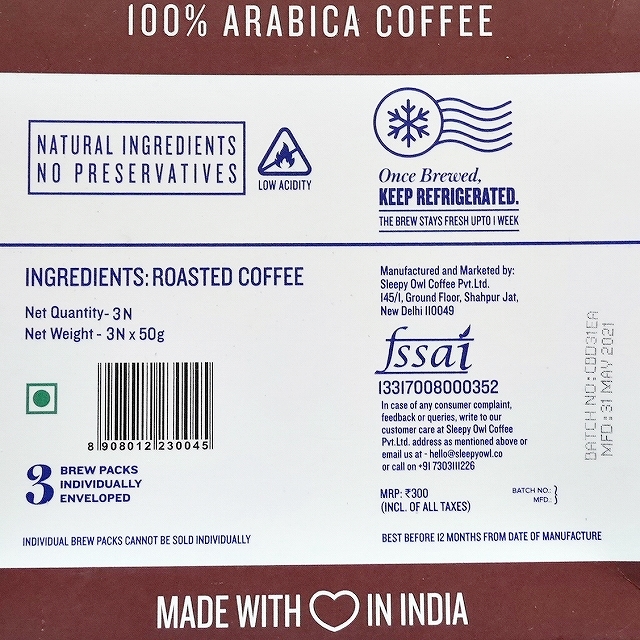 100% ARABICA COFFEE
NATURAL INGREDIENTS
NO PRESERVATIVES
LOW ACIDITY
Once Brewed,
KEEP REFRIGERATED.
THE BREW STAYS FRESH UPTO 1 WEEK
INGREDIENTS: ROASTED COFFEE
Net Quantity- 3N
Net Weight - 3N x 50g
8 908012 230045
3 BREW PACKS
INDIVIDUALLY
ENVELOPED
INDIVIDUAL BREW PACKS CANNOT BE SOLD INDIVIDUALLY
Manufactured and Marketed by:
Sleepy Owl Coffee Pvt.Ltd.
145/1, Ground Floor, Shahpur Jat,
New Delhi 110049
fssai
13317008000352
In case of any consumer complaint,
feedback or queries, write to our
customer care at Sleepy Owl Coffee
Pvt.Ltd. address as mentioned above or
email us at - hello@sleepyowl.co
or call on +91 7303111226
MRP: ₹300
(INCL. OF ALL TAXES)
BATCH NO.:
MFD.:
BEST BEFORE 12 MONTHS FROM DATE OF MANUFACTURE
BATCH NO: CBD31EA
MFD: 31 MAY 2021
MADE WITH IN INDIA